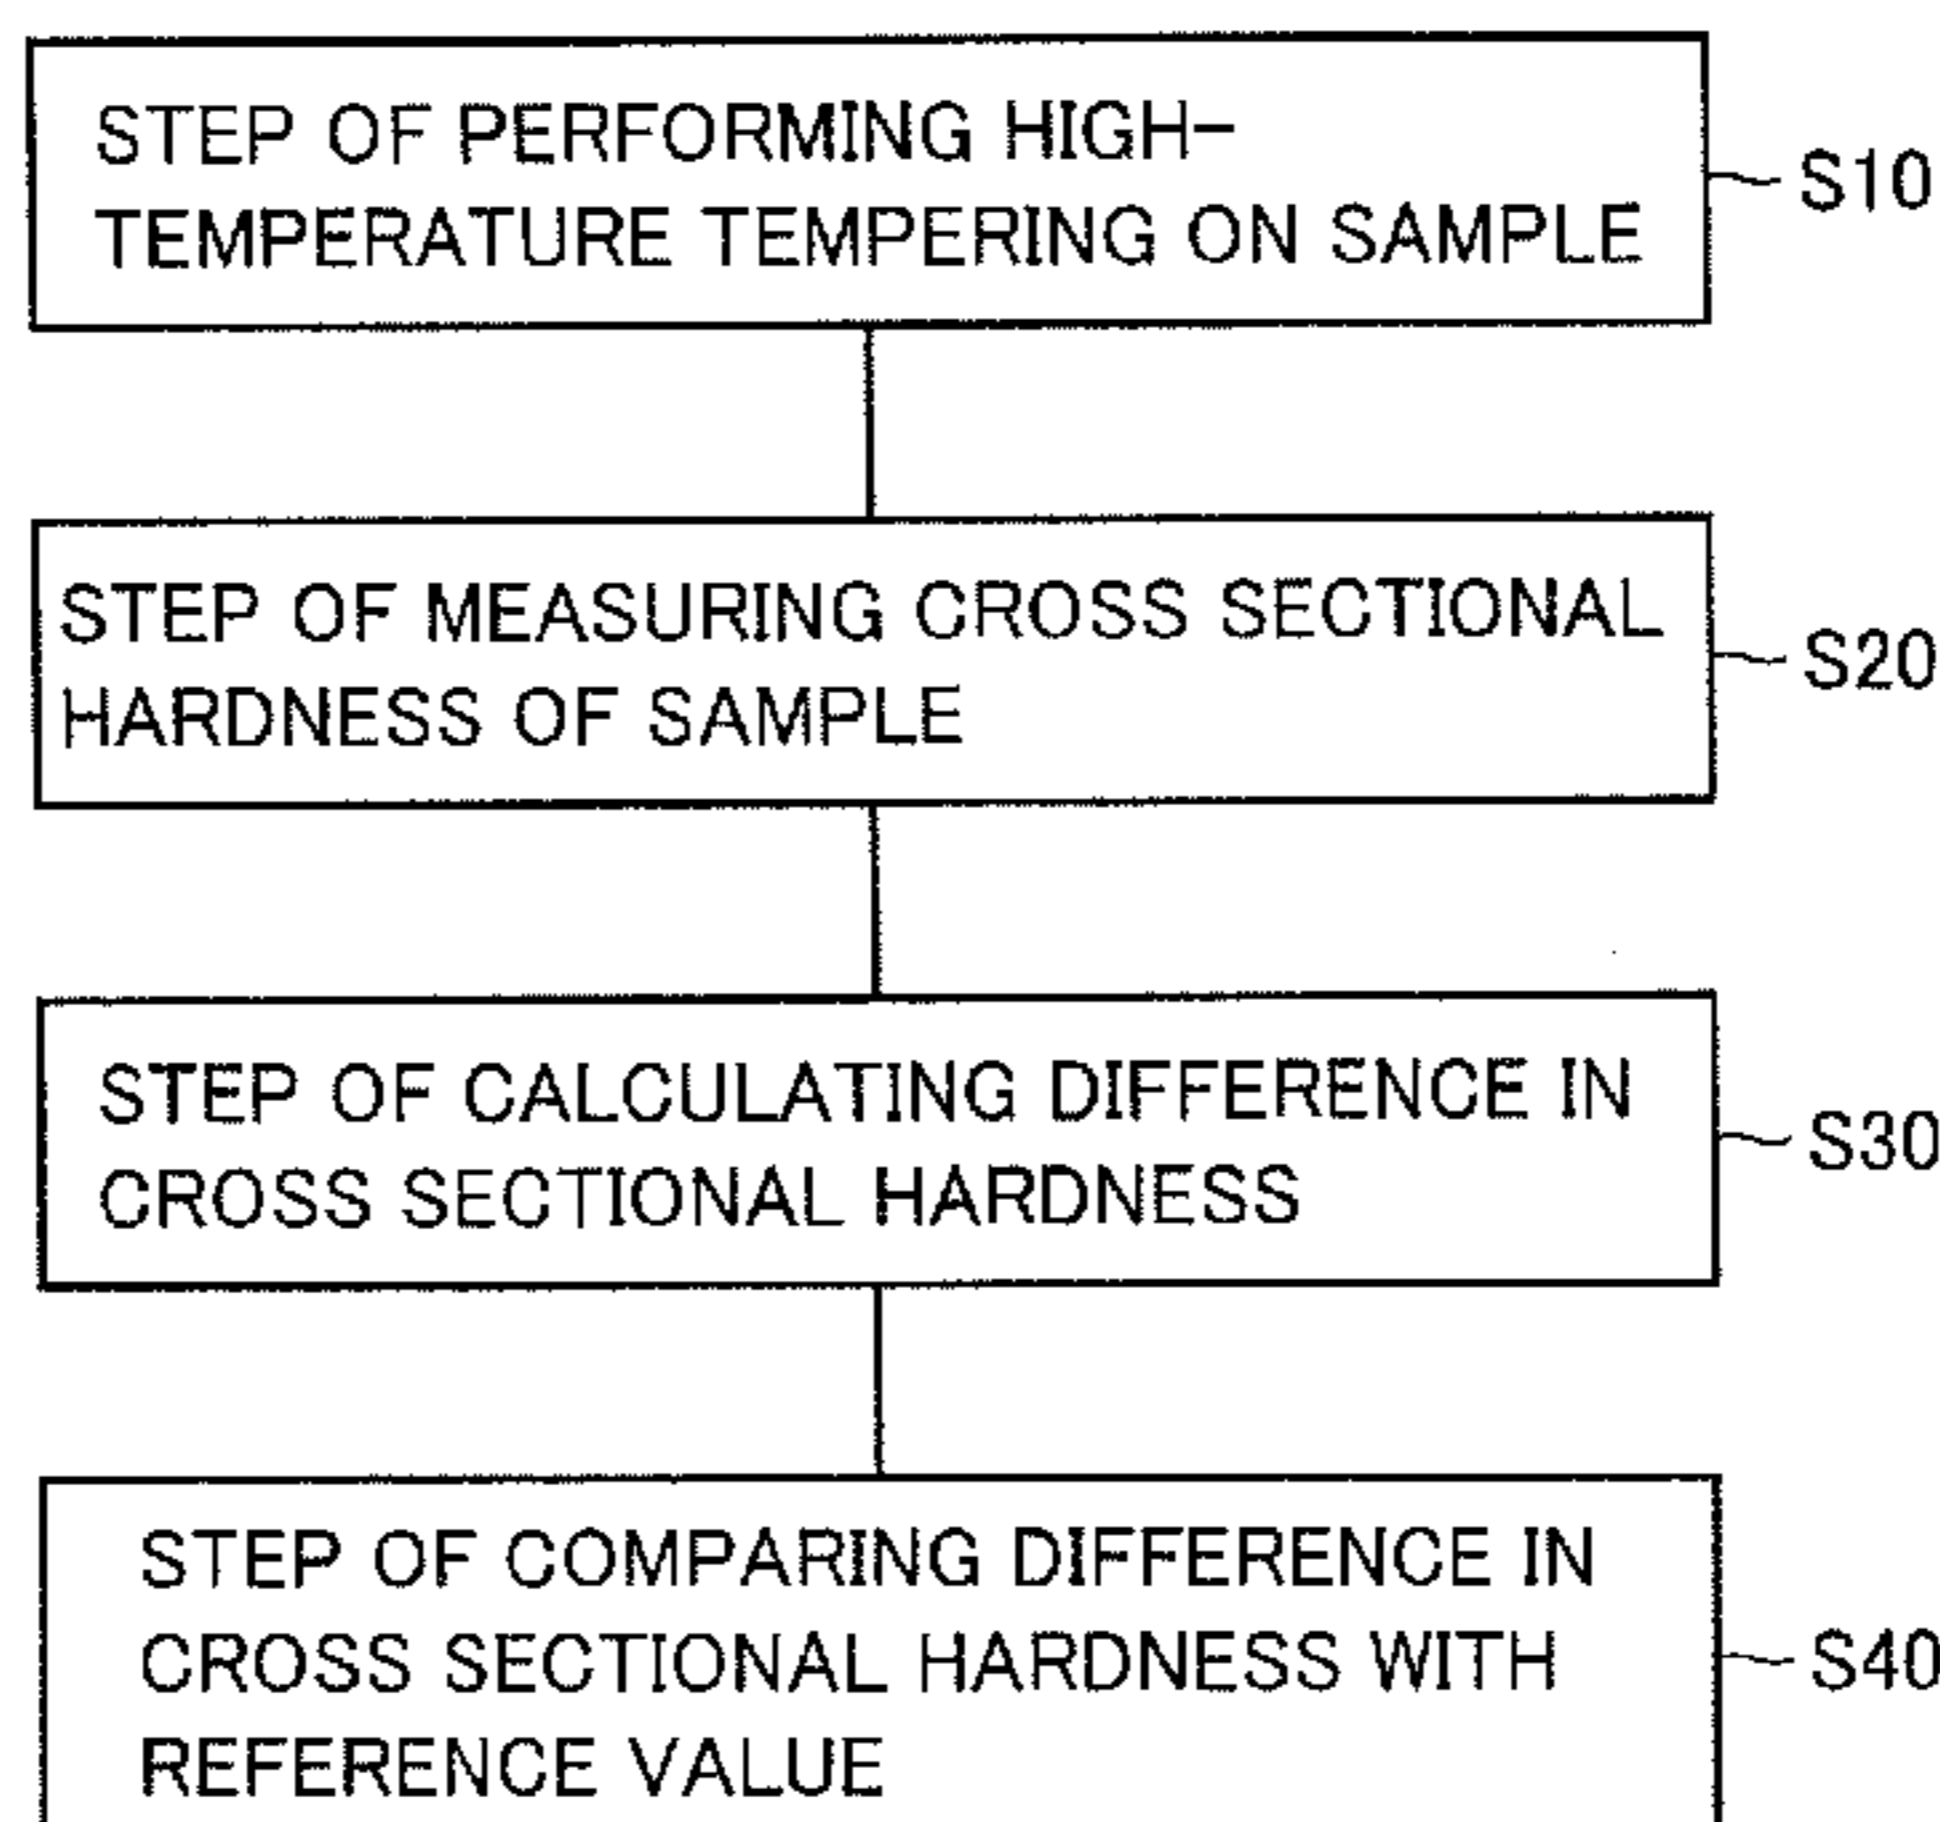 STEP OF PERFORMING HIGH-
TEMPERATURE TEMPERING ON SAMPLE
S10
STEP OF MEASURING CROSS SECTIONAL
HARDNESS OF SAMPLE
S20
STEP OF CALCULATING DIFFERENCE IN
CROSS SECTIONAL HARDNESS
S30
STEP OF COMPARING DIFFERENCE IN
CROSS SECTIONAL HARDNESS WITH
REFERENCE VALUE
S40